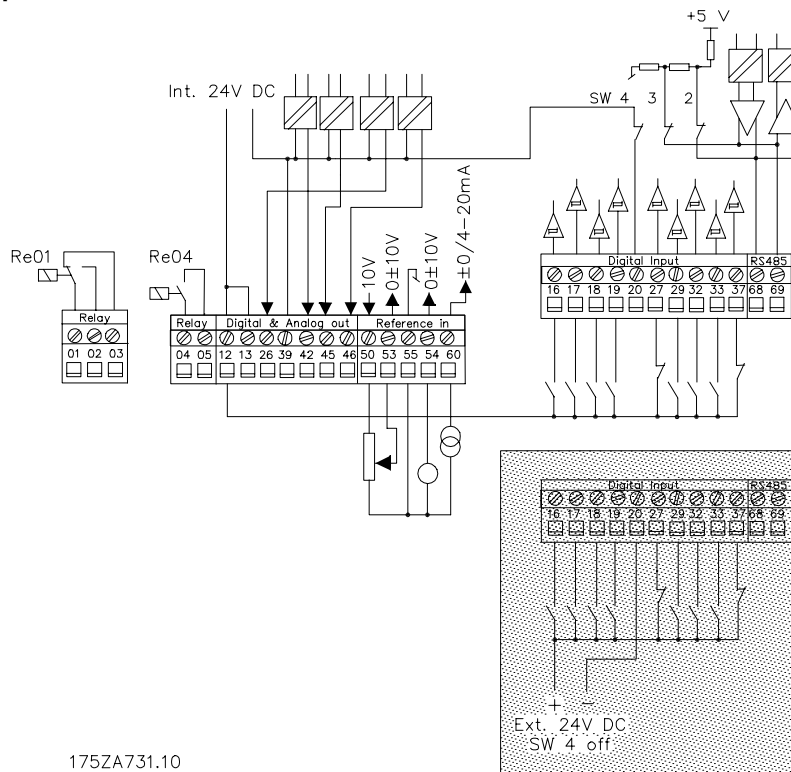 +5 V
Int. 24V DC
SW 4 3 2
10V
0±10V
0±10V
±0/4-20mA
Re01
Re04
Digital Input RS485
16 17 18 19 20 27 29 32 33 37 68 69
Relay
01 02 03
Relay Digital & Analog out Reference in
04 05 12 13 26 39 42 45 46 50 53 55 54 60
Digital Input RS485
16 17 18 19 20 27 29 32 33 37 68 69
+ −
Ext. 24V DC
SW 4 off
175ZA731.10